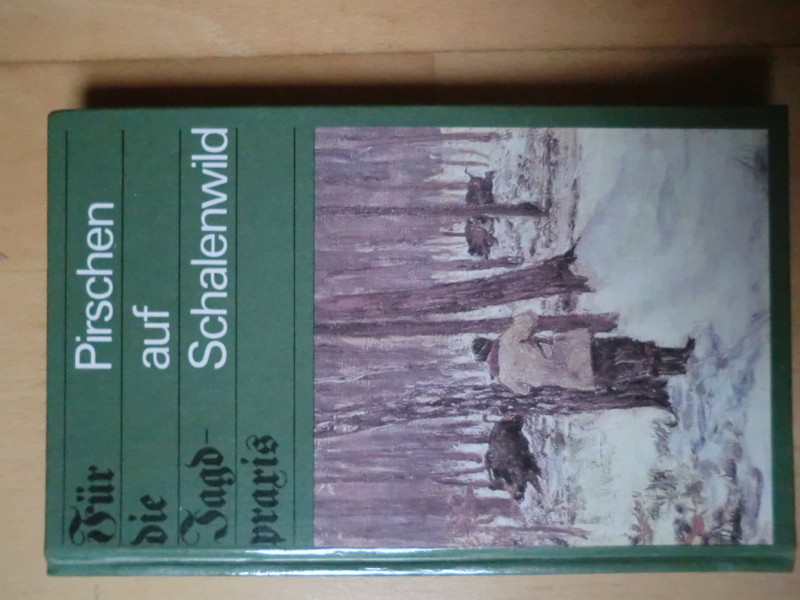 Für
die
Jagd-
praxis
Pirschen
auf
Schalenwild